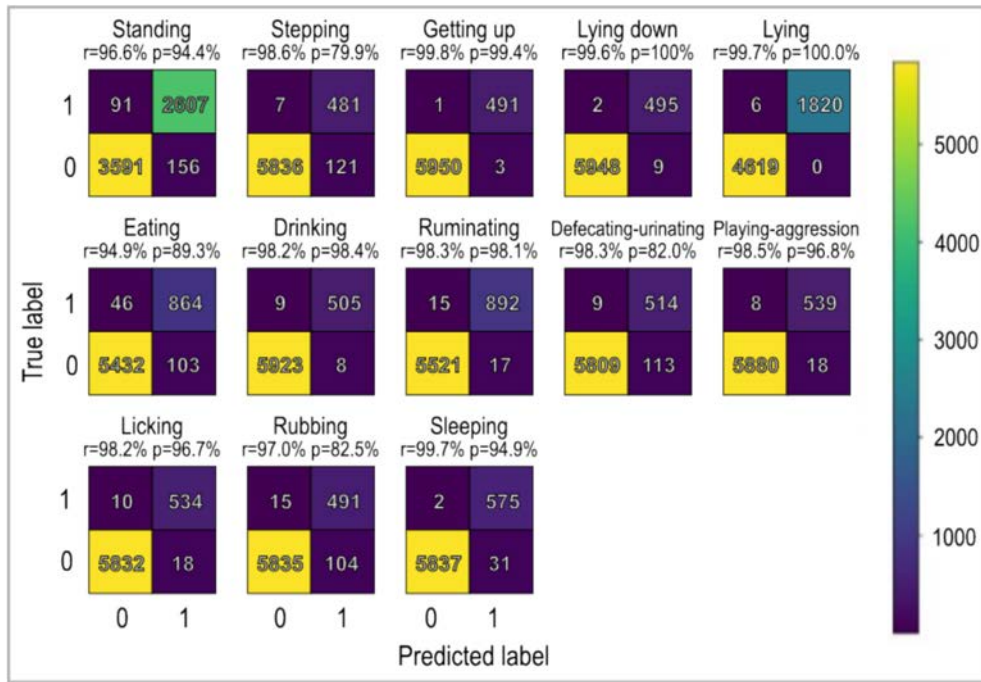 Standing Stepping Getting up Lying down Lying
r=96.6% p=94.4% r=98.6% p=79.9% r=99.8% p=99.4% r=99.6% p=100% r=99.7% p=100.0%
1 91 2607 7 481 1 491 2 495 6 1820
0 3591 156 5836 121 5950 3 5948 9 4619 0
Eating Drinking Ruminating Defecating-urinating Playing-aggression
r=94.9% p=89.3% r=98.2% p=98.4% r=98.3% p=98.1% r=98.3% p=82.0% r=98.5% p=96.8%
1 46 864 9 505 15 892 9 514 8 539
0 5432 103 5923 8 5521 17 5809 113 5880 18
Licking Rubbing Sleeping
r=98.2% p=96.7% r=97.0% p=82.5% r=99.7% p=94.9%
1 10 534 15 491 2 575
0 5832 18 5835 104 5837 31
0 1 0 1 0 1
Predicted label
True label
5000
4000
3000
2000
1000